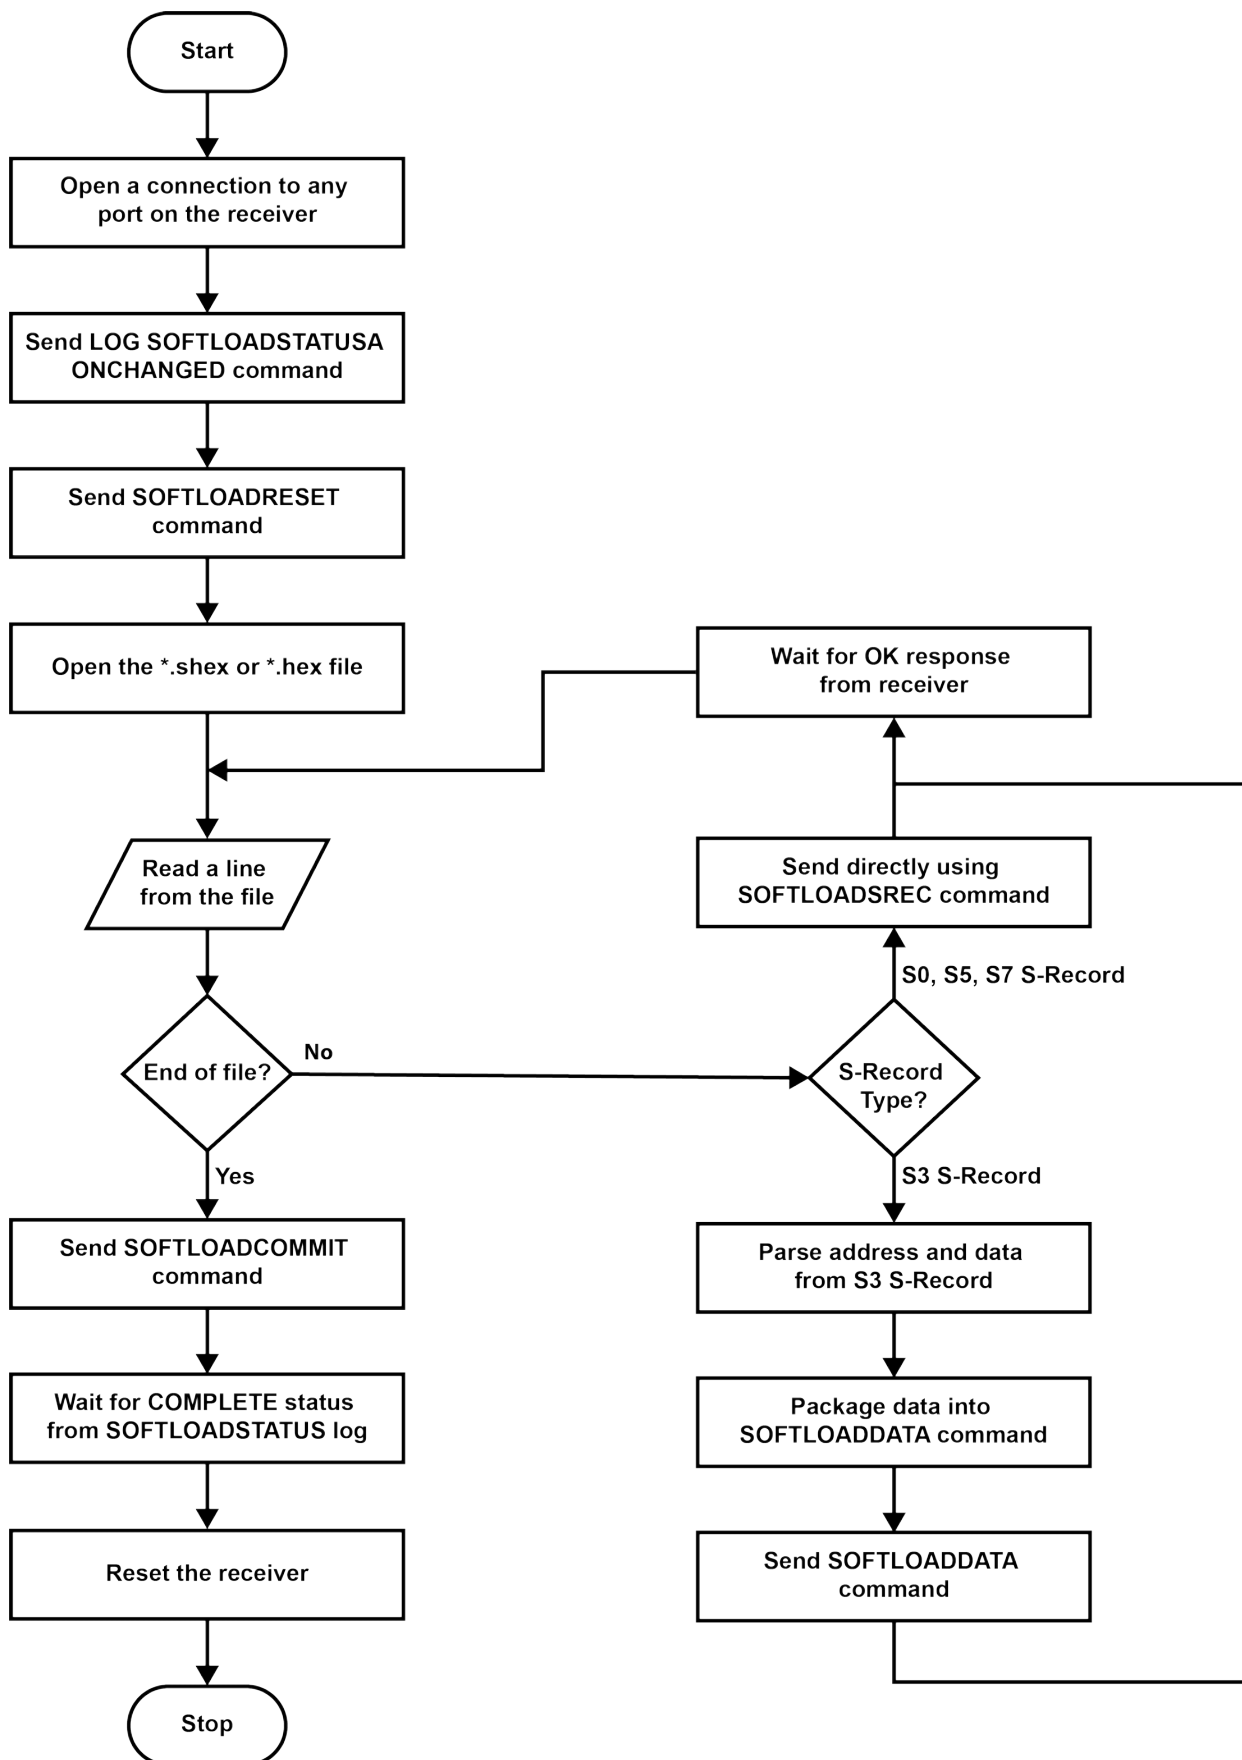 Start
Open a connection to any
port on the receiver
Send LOG SOFTLOADSTATUSA
ONCHANGED command
Send SOFTLOADRESET
command
Open the *.shex or *.hex file
Read a line
from the file
End of file?
No
Yes
Send SOFTLOADCOMMIT
command
Wait for COMPLETE status
from SOFTLOADSTATUS log
Reset the receiver
Stop
Wait for OK response
from receiver
Send directly using
SOFTLOADSREC command
S0, S5, S7 S-Record
S-Record
Type?
S3 S-Record
Parse address and data
from S3 S-Record
Package data into
SOFTLOADDATA command
Send SOFTLOADDATA
command